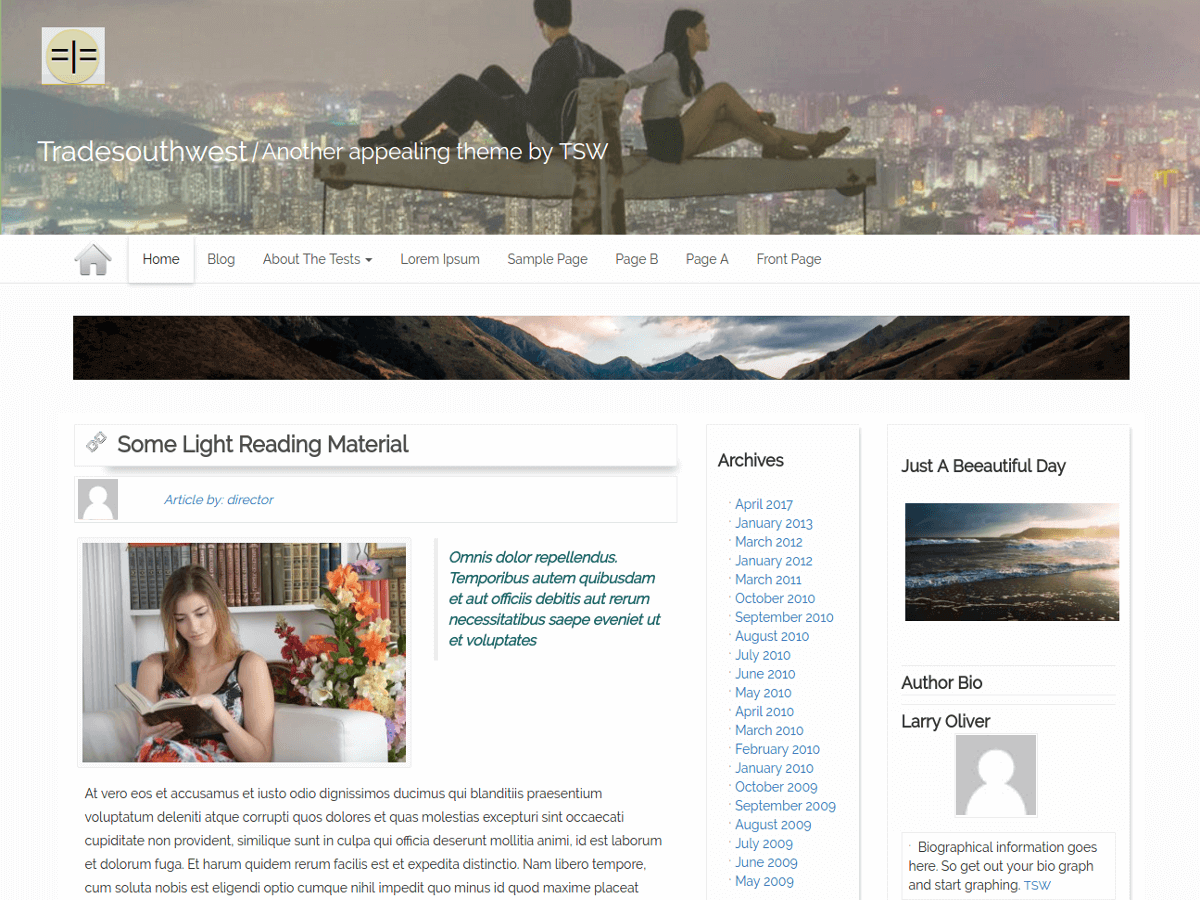 =|=
Tradesouthwest / Another appealing theme by TSW
Home
Blog
About The Tests
Lorem Ipsum
Sample Page
Page B
Page A
Front Page
Some Light Reading Material
Article by: director
Omnis dolor repellendus.
Temporibus autem quibusdam
et aut officiis debitis aut rerum
necessitatibus saepe eveniet ut
et voluptates
At vero eos et accusamus et iusto odio dignissimos ducimus qui blanditiis praesentium
voluptatum deleniti atque corrupti quos dolores et quas molestias excepturi sint occaecati
cupiditate non provident, similique sunt in culpa qui officia deserunt mollitia animi, id est laborum
et dolorum fuga. Et harum quidem rerum facilis est et expedita distinctio. Nam libero tempore,
cum soluta nobis est eligendi optio cumque nihil impedit quo minus id quod maxime placeat
Archives
April 2017
January 2013
March 2012
January 2012
March 2011
October 2010
September 2010
August 2010
July 2010
June 2010
May 2010
April 2010
March 2010
February 2010
January 2010
October 2009
September 2009
August 2009
July 2009
June 2009
May 2009
Just A Beeautiful Day
Author Bio
Larry Oliver
Biographical information goes
here. So get out your bio graph
and start graphing. TSW